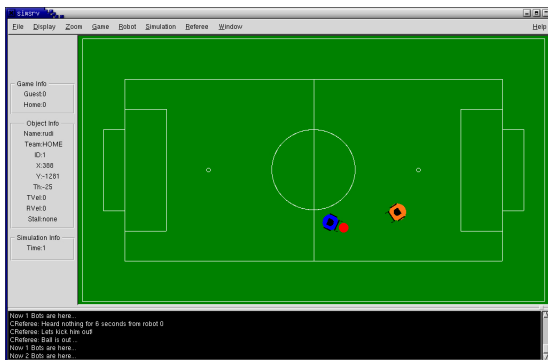 simsrv
File Display Zoom Game Robot Simulation Referee Window Help
Game Info
Guest:0
Home:0
Object Info
Name:rudi
Team:HOME
ID:1
X:388
Y:-1281
Th:-25
TVel:0
RVel:0
Stall:none
Simulation Info
Time:1
Now 1 Bots are here...
CReferee: Heard nothing for 6 seconds from robot 0
CReferee: Lets kick him out!
CReferee: Ball is out ...
Now 1 Bots are here...
Now 2 Bots are here...